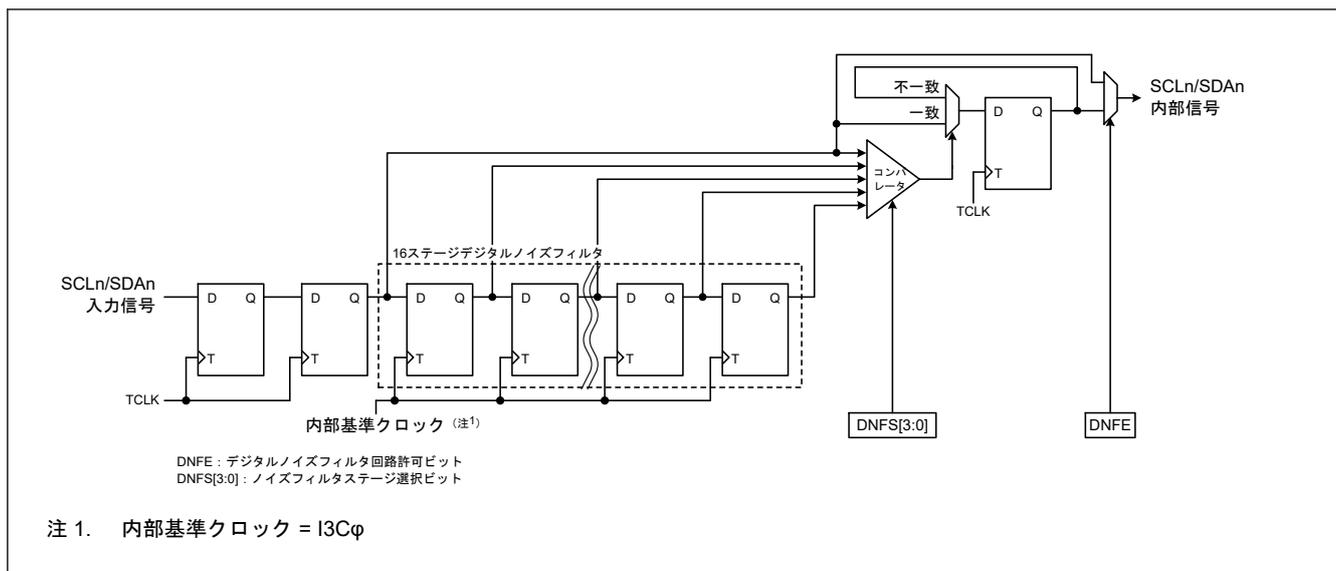 不一致
一致
D Q
T
TCLK
SCLn/SDAn
内部信号
コンパ
レータ
16ステージデジタルノイズフィルタ
SCLn/SDAn
入力信号
D Q
T
D Q
T
D Q
T
D Q
T
D Q
T
D Q
T
TCLK
内部基準クロック (注1)
DNFS[3:0]
DNFE
DNFE : デジタルノイズフィルタ回路許可ビット
DNFS[3:0] : ノイズフィルタステージ選択ビット
注 1. 内部基準クロック = I3Cφ